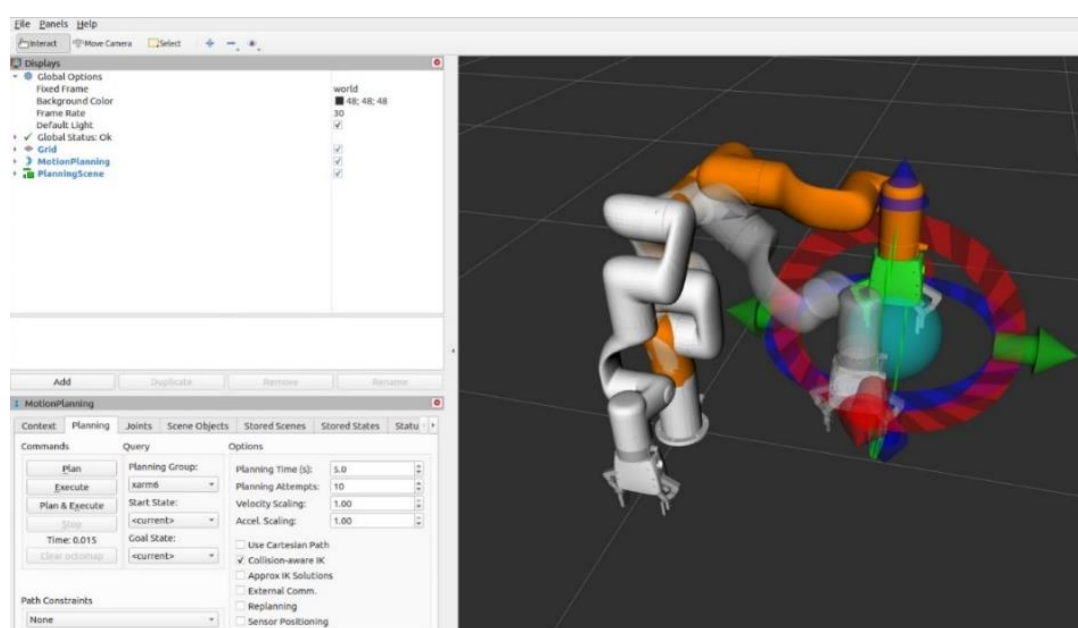 File Panels Help
Interact Move Camera Select
Displays
Global Options
Fixed Frame world
Background Color 48; 48; 48
Frame Rate 30
Default Light
Global Status: Ok
Grid
MotionPlanning
PlanningScene
Add Duplicate Remove Rename
MotionPlanning
Context Planning Joints Scene Objects Stored Scenes Stored States Statu
Commands Query Options
Plan Planning Group: Planning Time (s): 5.0
Execute xarm6 Planning Attempts: 10
Plan & Execute Start State: Velocity Scaling: 1.00
Stop <current> Accel. Scaling: 1.00
Time: 0.015 Goal State: Use Cartesian Path
Clear octomap <current> Collision-aware IK
Approx IK Solutions
External Comm.
Path Constraints Replanning
None Sensor Positioning